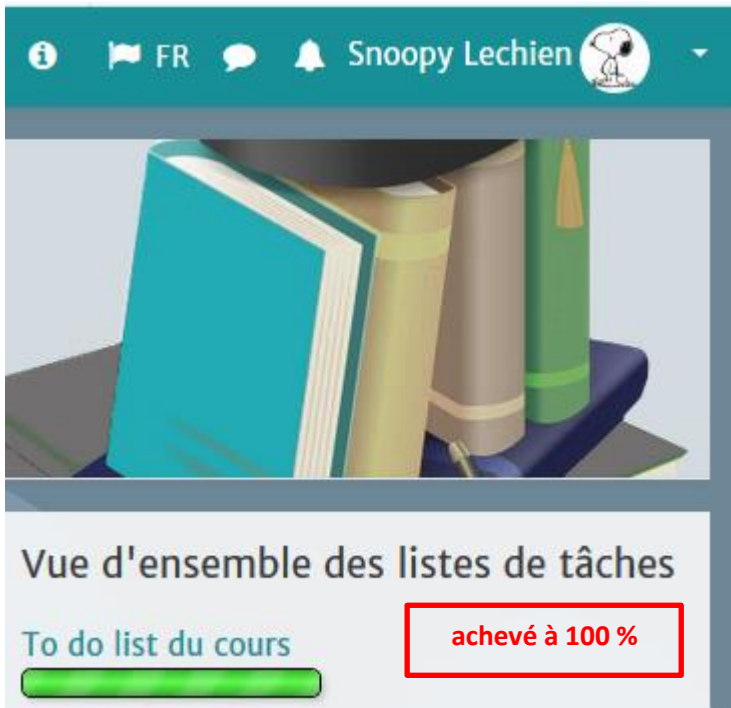 FR Snoopy Lechien
Vue d'ensemble des listes de tâches
To do list du cours
achevé à 100 %